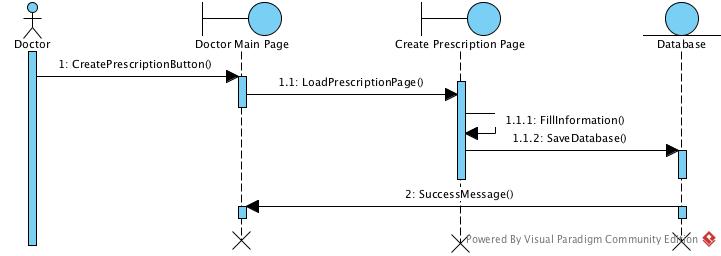 Doctor
Doctor Main Page
Create Prescription Page
Database
1: CreatePrescriptionButton()
1.1: LoadPrescriptionPage()
1.1.1: FillInformation()
1.1.2: SaveDatabase()
2: SuccessMessage()
Powered By Visual Paradigm Community Edition